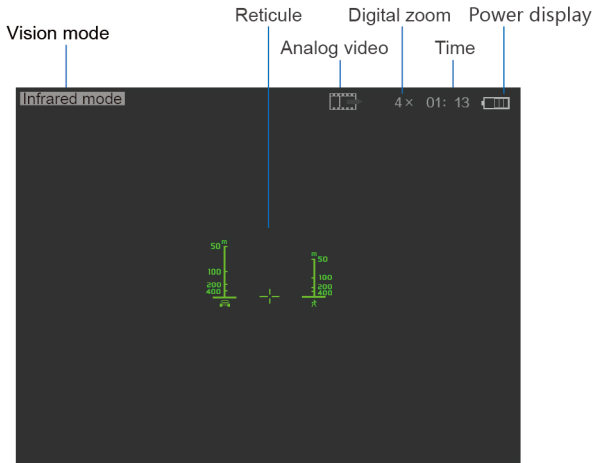 Reticule Digital zoom Power display
Vision mode
Analog video Time
Infrared mode 4× 01: 13
m
50
m
50
100
100
200
200
400
400